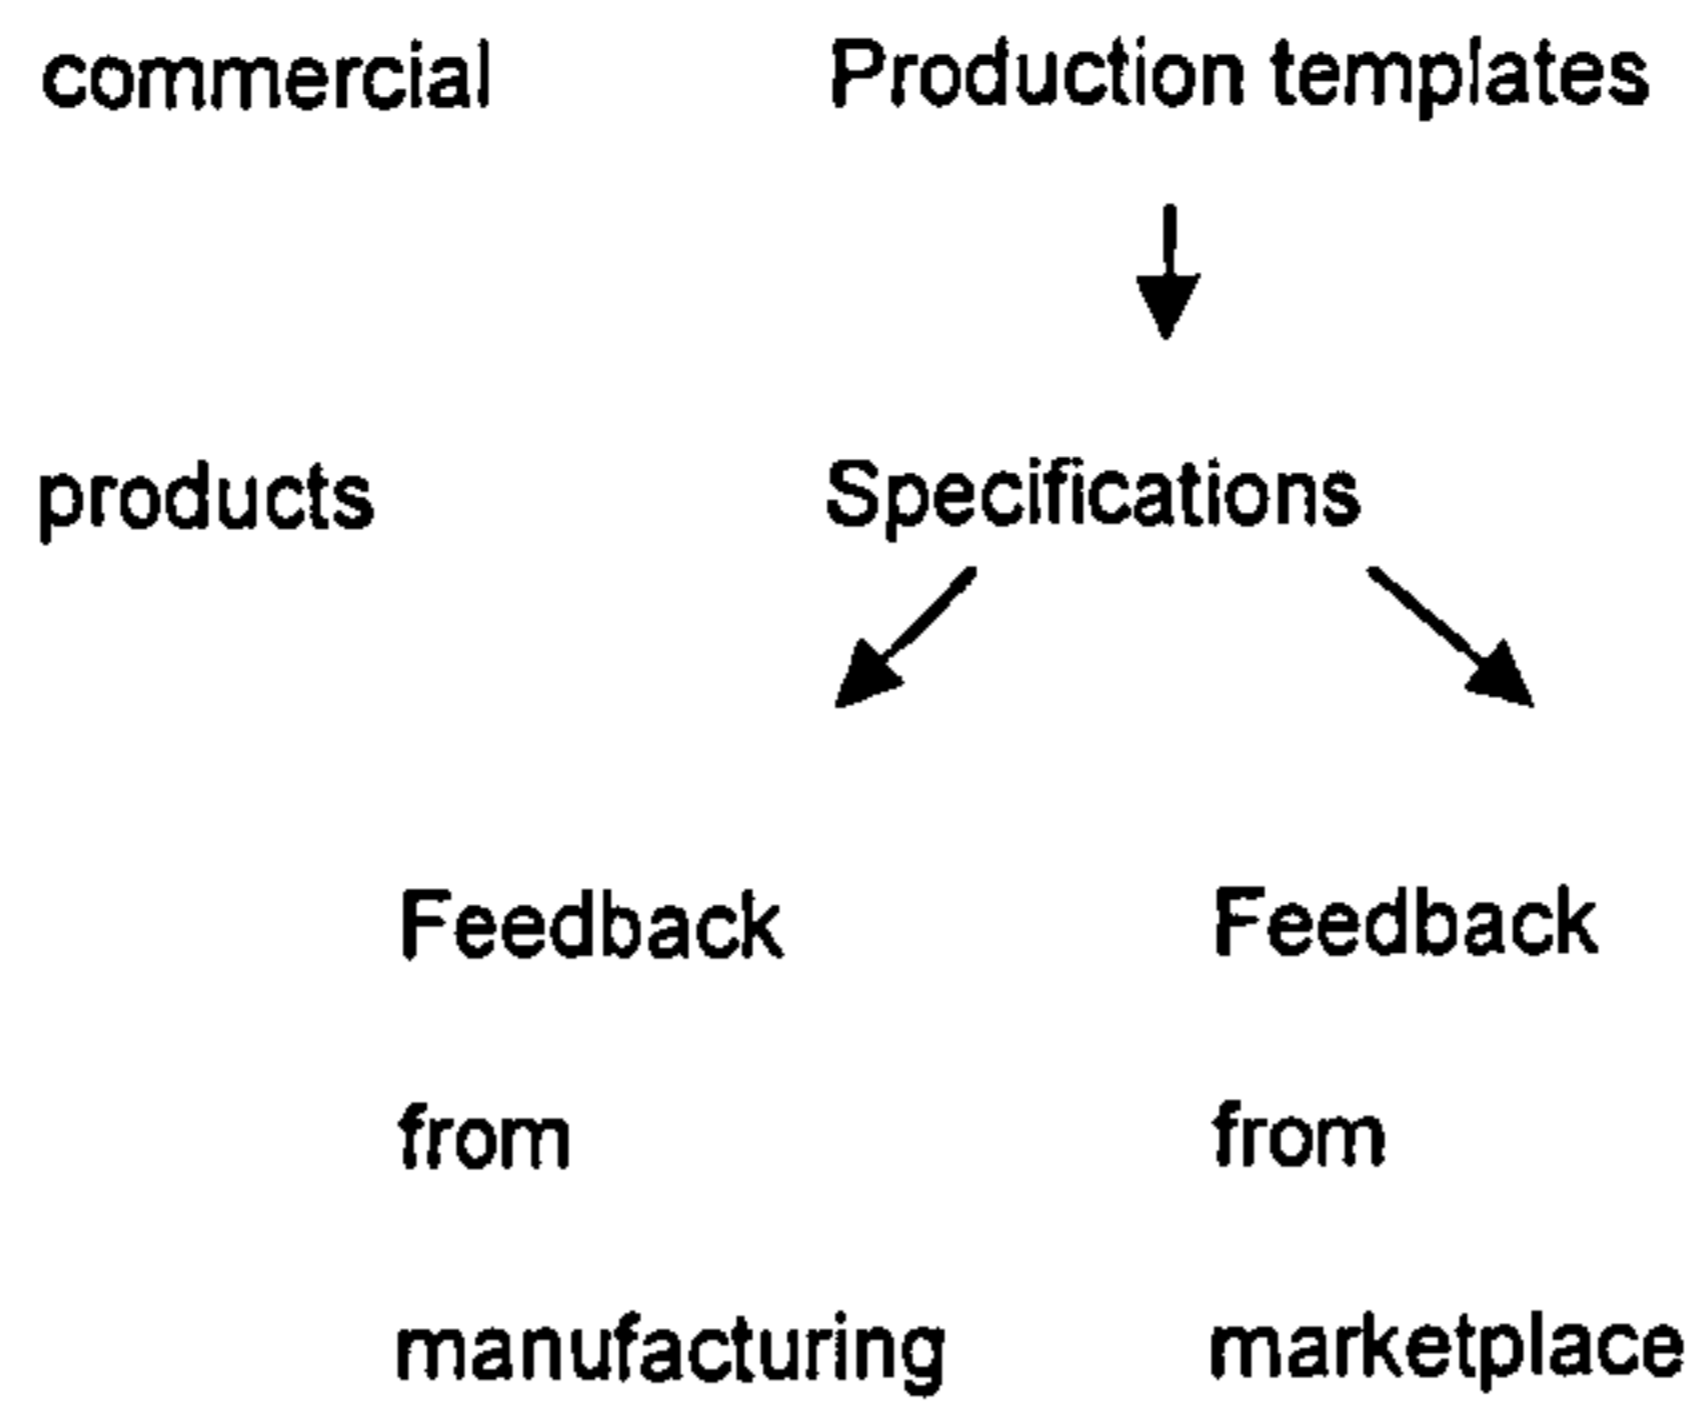 commercial Production templates
products Specifications
Feedback Feedback
from from
manufacturing marketplace